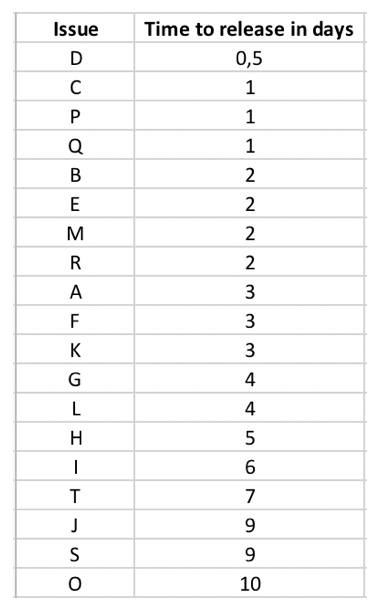 Issue Time to release in days
D 0,5
C 1
P 1
Q 1
B 2
E 2
M 2
R 2
A 3
F 3
K 3
G 4
L 4
H 5
I 6
T 7
J 9
S 9
O 10